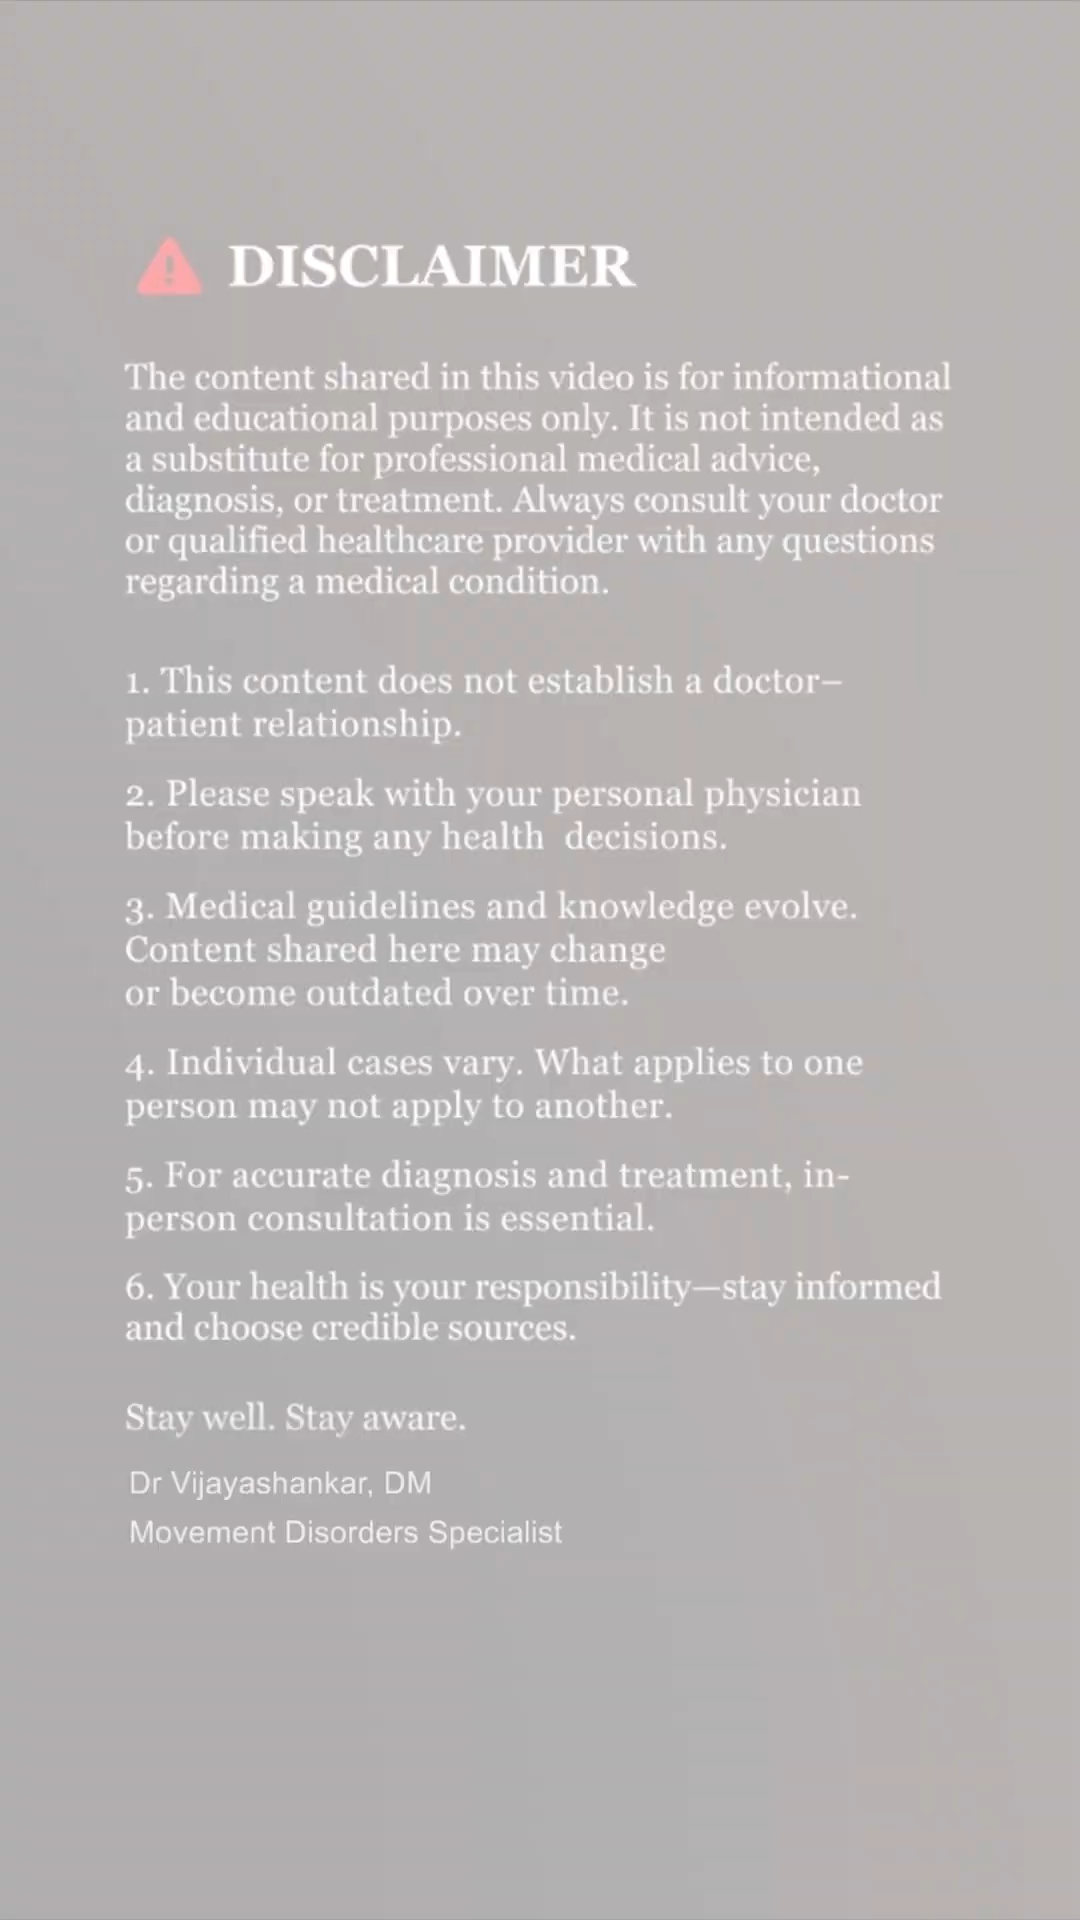 DISCLAIMER
The content shared in this video is for informational
and educational purposes only. It is not intended as
a substitute for professional medical advice,
diagnosis, or treatment. Always consult your doctor
or qualified healthcare provider with any questions
regarding a medical condition.
1. This content does not establish a doctor–
patient relationship.
2. Please speak with your personal physician
before making any health  decisions.
3. Medical guidelines and knowledge evolve.
Content shared here may change
or become outdated over time.
4. Individual cases vary. What applies to one
person may not apply to another.
5. For accurate diagnosis and treatment, in-
person consultation is essential.
6. Your health is your responsibility—stay informed
and choose credible sources.
Stay well. Stay aware.
Dr Vijayashankar, DM
Movement Disorders Specialist